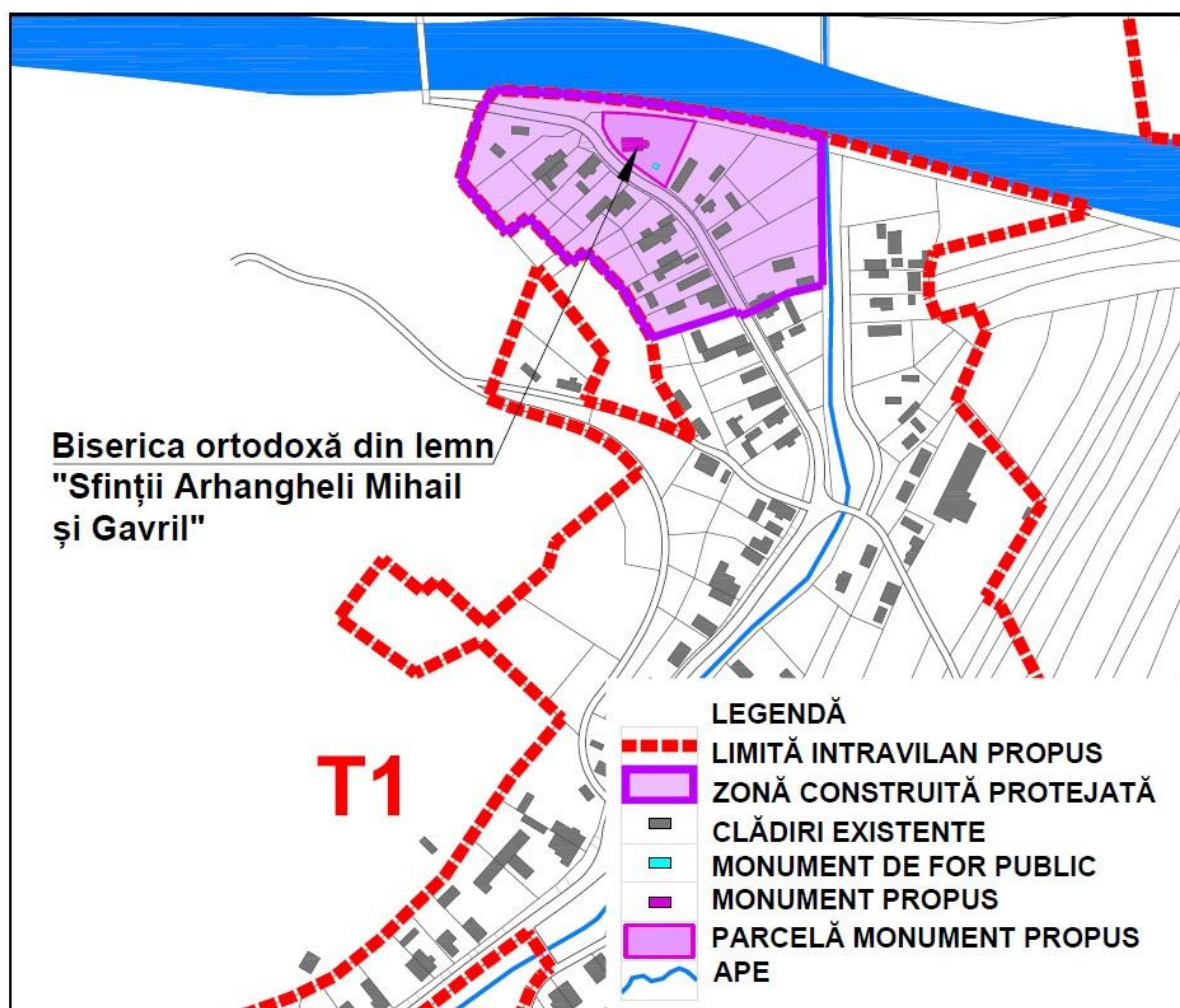 Biserica ortodoxă din lemn
"Sfinții Arhangheli Mihail
și Gavril"
T1
LEGENDĂ
LIMITĂ INTRAVILAN PROPUS
ZONĂ CONSTRUITĂ PROTEJATĂ
CLĂDIRI EXISTENTE
MONUMENT DE FOR PUBLIC
MONUMENT PROPUS
PARCELĂ MONUMENT PROPUS
APE